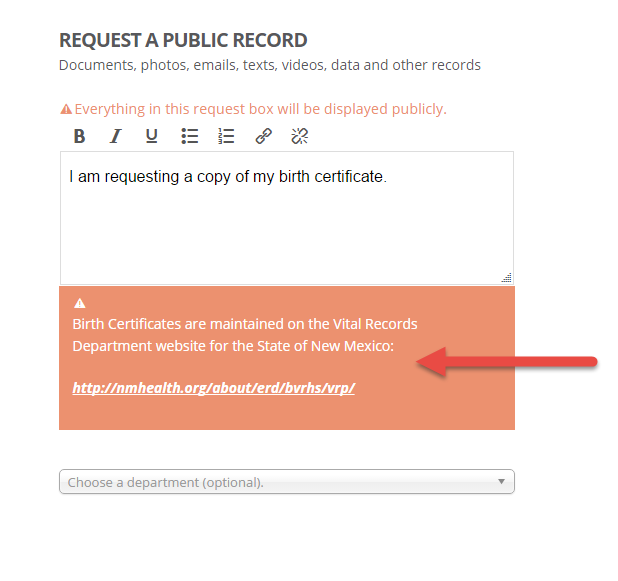 REQUEST A PUBLIC RECORD
Documents, photos, emails, texts, videos, data and other records
Everything in this request box will be displayed publicly.
B I U
I am requesting a copy of my birth certificate.
Birth Certificates are maintained on the Vital Records
Department website for the State of New Mexico:
http://nmhealth.org/about/erd/bvrhs/vrp/
Choose a department (optional).